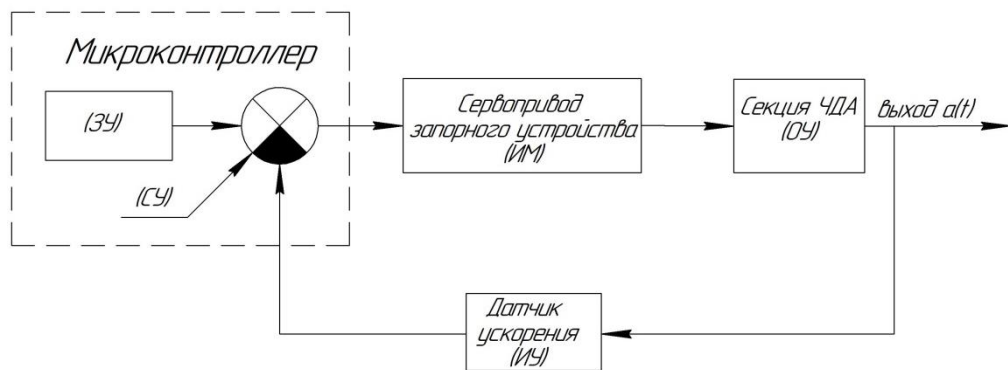 Микроконтроллер
(ЗУ)
(СУ)
Сервопривод
запорного устройства
(ИМ)
Секция ЧДА
(ОУ)
выход a(t)
Датчик
ускорения
(ИУ)